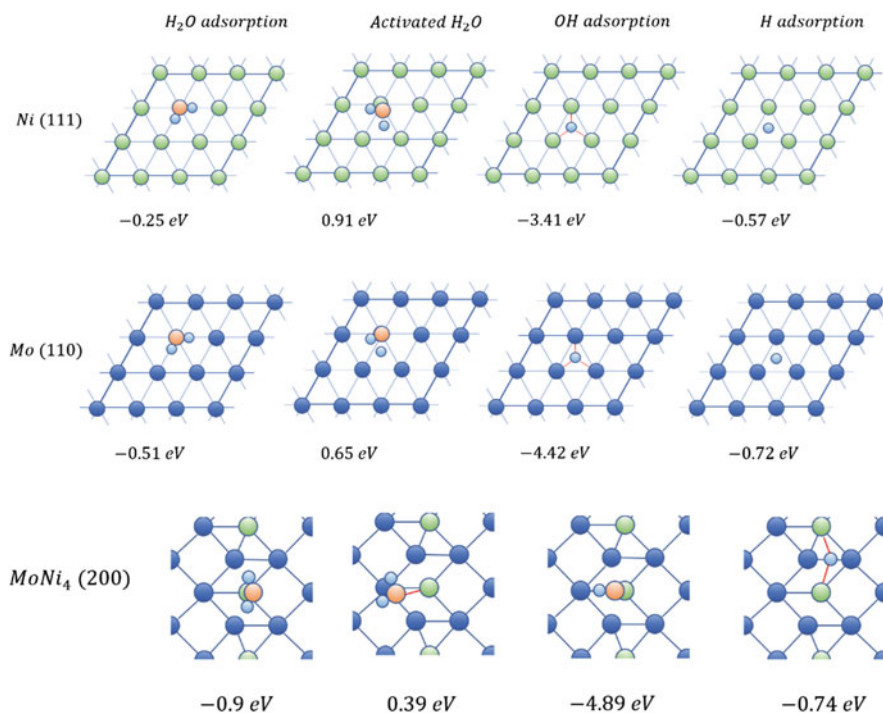 H₂O adsorption Activated H₂O OH adsorption H adsorption
Ni (111)
−0.25 eV 0.91 eV −3.41 eV −0.57 eV
Mo (110)
−0.51 eV 0.65 eV −4.42 eV −0.72 eV
MoNi₄ (200)
−0.9 eV 0.39 eV −4.89 eV −0.74 eV